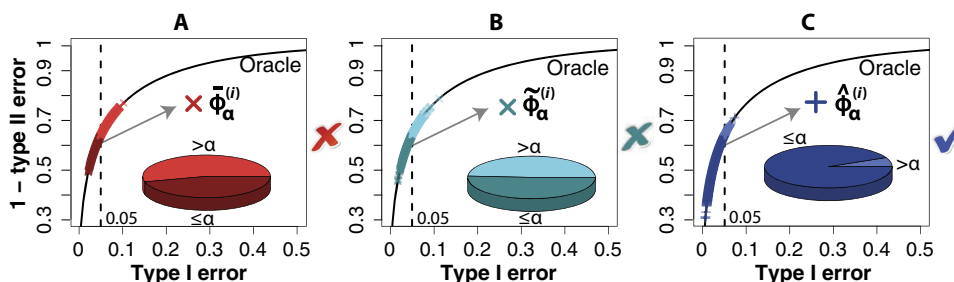 A
B
C
1 − type II error
1
0.9
0.7
0.5
0.3
Oracle
ϕ̄α(i)
>α
≤α
0.05
0 0.1 0.2 0.3 0.4 0.5
Type I error
1
0.9
0.7
0.5
0.3
Oracle
ϕ̃α(i)
>α
≤α
0.05
0 0.1 0.2 0.3 0.4 0.5
Type I error
1
0.9
0.7
0.5
0.3
Oracle
ϕ̂α(i)
≤α
>α
0.05
0 0.1 0.2 0.3 0.4 0.5
Type I error